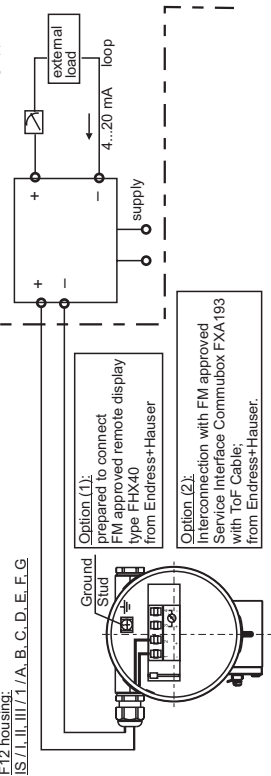 F12 housing:
IS / I, II, III / 1 / A, B, C, D, E, F, G
Ground
Stud
Option (1):
prepared to connect
FM approved remote display
type FHX40
from Endress+Hauser
Option (2):
Interconnection with FM approved
Service Interface Commubox FXA193
with ToF Cable;
from Endress+Hauser.
+
–
+
–
supply
external
load
4...20 mA
loop